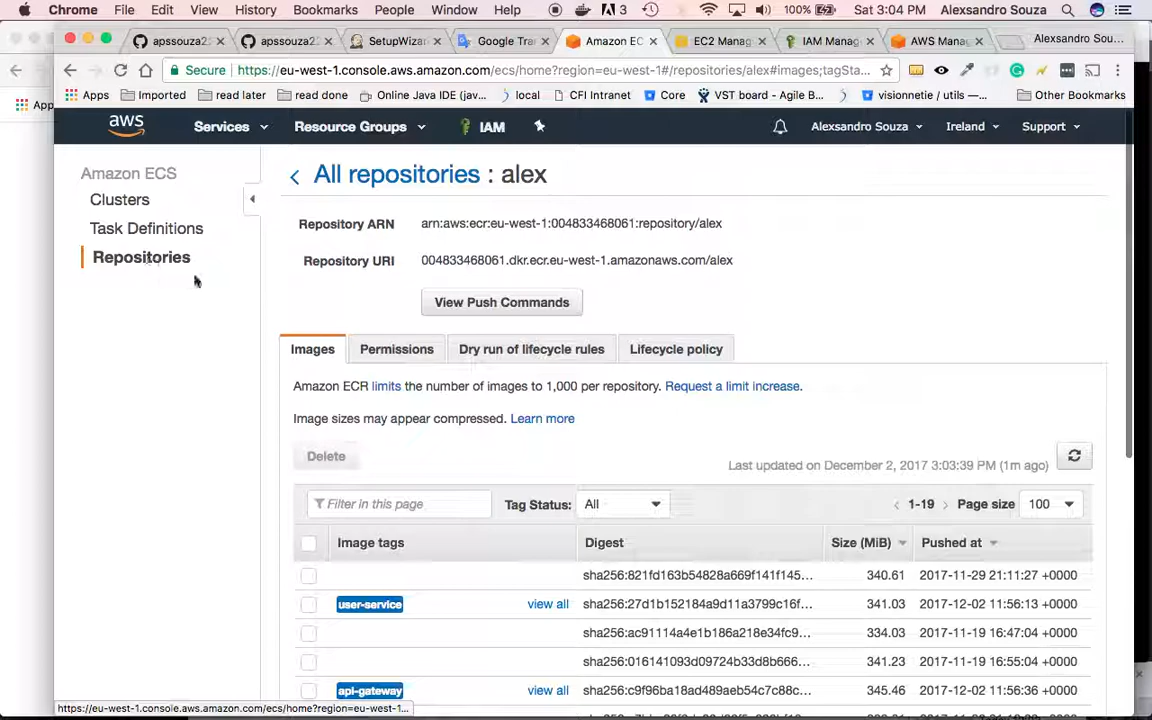 Chrome File Edit View History Bookmarks People Window Help 3 100% Sat 3:04 PM Alexsandro Souza
apssouza2 apssouza2 SetupWizar Google Tra Amazon EC EC2 Manag IAM Manag AWS Manag Alexsandro Sou...
Secure https://eu-west-1.console.aws.amazon.com/ecs/home?region=eu-west-1#/repositories/alex#images;tagSta...
Apps Imported read later read done Online Java IDE (jav... local CFI Intranet Core VST board - Agile B... visionnetie / utils —... Other Bookmarks
App
aws Services Resource Groups IAM Alexsandro Souza Ireland Support
Amazon ECS
Clusters
Task Definitions
Repositories
All repositories : alex
Repository ARN arn:aws:ecr:eu-west-1:004833468061:repository/alex
Repository URI 004833468061.dkr.ecr.eu-west-1.amazonaws.com/alex
View Push Commands
Images Permissions Dry run of lifecycle rules Lifecycle policy
Amazon ECR limits the number of images to 1,000 per repository. Request a limit increase.
Image sizes may appear compressed. Learn more
Delete
Last updated on December 2, 2017 3:03:39 PM (1m ago)
Filter in this page Tag Status: All 1-19 Page size 100
Image tags Digest Size (MiB) Pushed at
sha256:821fd163b54828a669f141f145... 340.61 2017-11-29 21:11:27 +0000
user-service view all sha256:27d1b152184a9d11a3799c16f... 341.03 2017-12-02 11:56:13 +0000
sha256:ac91114a4e1b186a218e34fc9... 334.03 2017-11-19 16:47:04 +0000
sha256:016141093d09724b33d8b666... 341.23 2017-11-19 16:55:04 +0000
api-gateway view all sha256:c9f96ba18ad489aeb54c7c88c... 345.46 2017-12-02 11:56:36 +0000
https://eu-west-1.console.aws.amazon.com/ecs/home?region=eu-west-1...